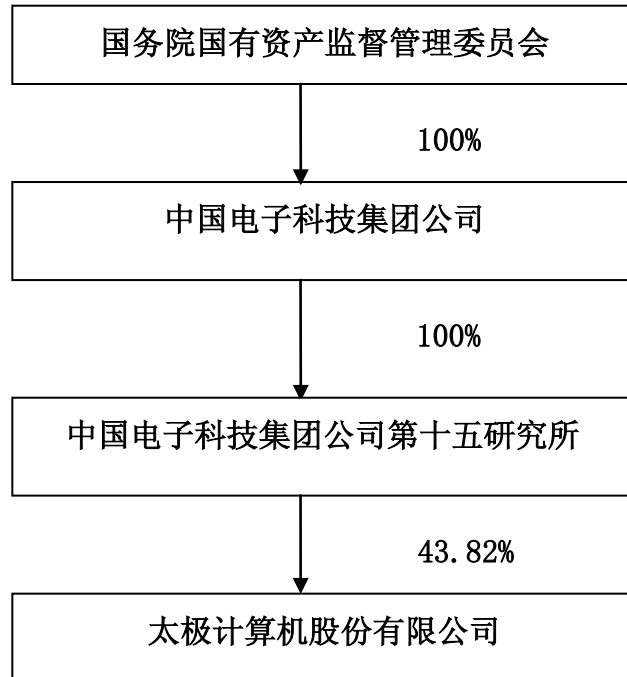 国务院国有资产监督管理委员会
100%
中国电子科技集团公司
100%
中国电子科技集团公司第十五研究所
43.82%
太极计算机股份有限公司